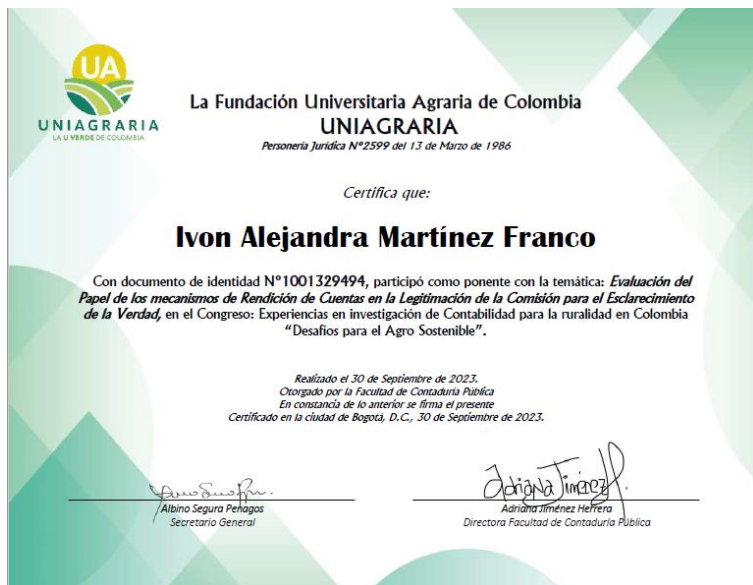 UA
UNIAGRARIA
LA U VERDE DE COLOMBIA
La Fundación Universitaria Agraria de Colombia
UNIAGRARIA
Personería Jurídica Nº2599 del 13 de Marzo de 1986
Certifica que:
Ivon Alejandra Martínez Franco
Con documento de identidad Nº1001329494, participó como ponente con la temática: Evaluación del
Papel de los mecanismos de Rendición de Cuentas en la Legitimación de la Comisión para el Esclarecimiento
de la Verdad, en el Congreso: Experiencias en investigación de Contabilidad para la ruralidad en Colombia
“Desafíos para el Agro Sostenible”.
Realizado el 30 de Septiembre de 2023.
Otorgado por la Facultad de Contaduría Pública
En constancia de lo anterior se firma el presente
Certificado en la ciudad de Bogotá, D.C., 30 de Septiembre de 2023.
Adriana Jiménez H.
Albino Segura Penagos
Secretario General
Adriana Jiménez Herrera
Directora Facultad de Contaduría Pública